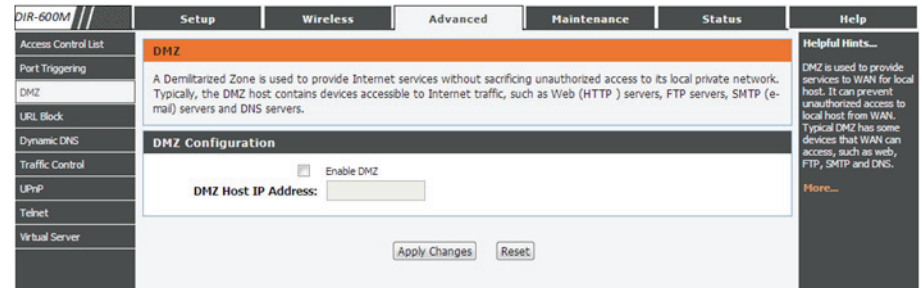 DIR-600M
Setup
Wireless
Advanced
Maintenance
Status
Help
Access Control List
Port Triggering
DMZ
URL Block
Dynamic DNS
Traffic Control
UPnP
Telnet
Virtual Server
DMZ
A Demilitarized Zone is used to provide Internet services without sacrificing unauthorized access to its local private network.
Typically, the DMZ host contains devices accessible to Internet traffic, such as Web (HTTP ) servers, FTP servers, SMTP (e-
mail) servers and DNS servers.
DMZ Configuration
Enable DMZ
DMZ Host IP Address:
Apply Changes
Reset
Helpful Hints...
DMZ is used to provide
services to WAN for local
host. It can prevent
unauthorized access to
local host from WAN.
Typical DMZ has some
devices that WAN can
access, such as web,
FTP, SMTP and DNS.
More...